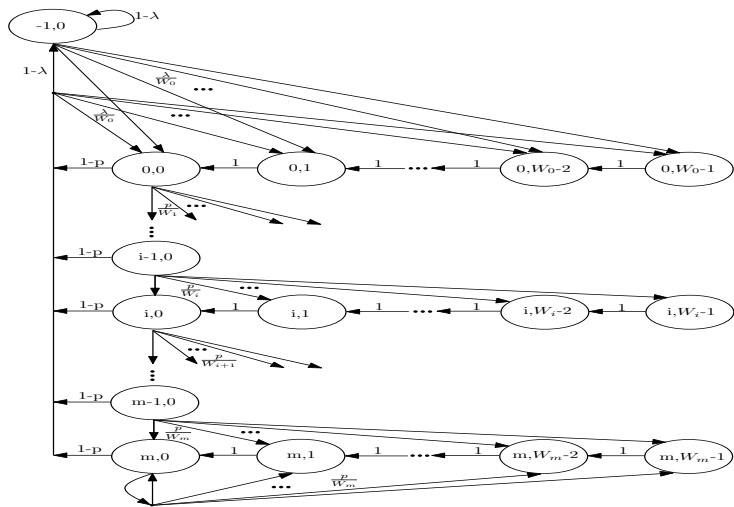 -1,0 1-λ
1-λ λ/W₀ ...
λ/W₀ ...
1-p 0,0 1 0,1 1 ... 1 0,W₀-2 1 0,W₀-1
p/W₁ ...
...
1-p i-1,0
p/Wᵢ ...
1-p i,0 1 i,1 1 ... 1 i,Wᵢ-2 1 i,Wᵢ-1
... p/Wᵢ₊₁
...
1-p m-1,0
p/Wₘ ...
1-p m,0 1 m,1 1 ... 1 m,Wₘ-2 1 m,Wₘ-1
... p/Wₘ